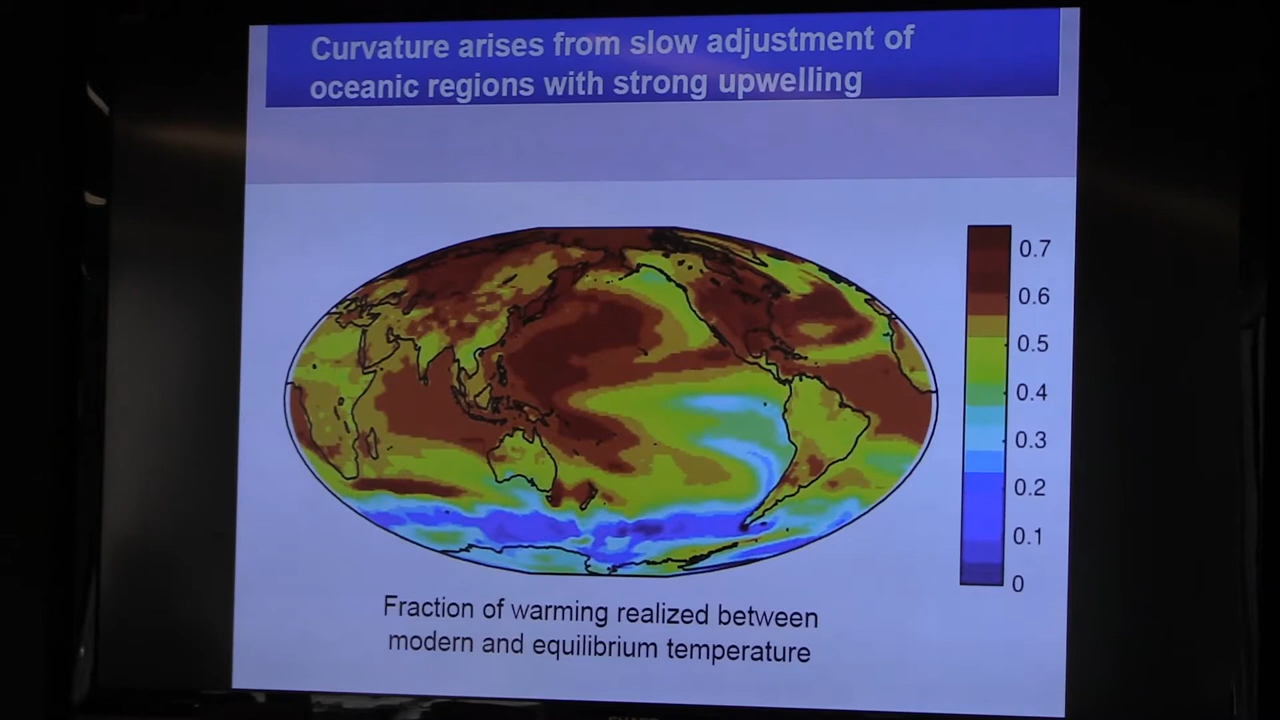 Curvature arises from slow adjustment of
oceanic regions with strong upwelling
0.7
0.6
0.5
0.4
0.3
0.2
0.1
0
Fraction of warming realized between
modern and equilibrium temperature